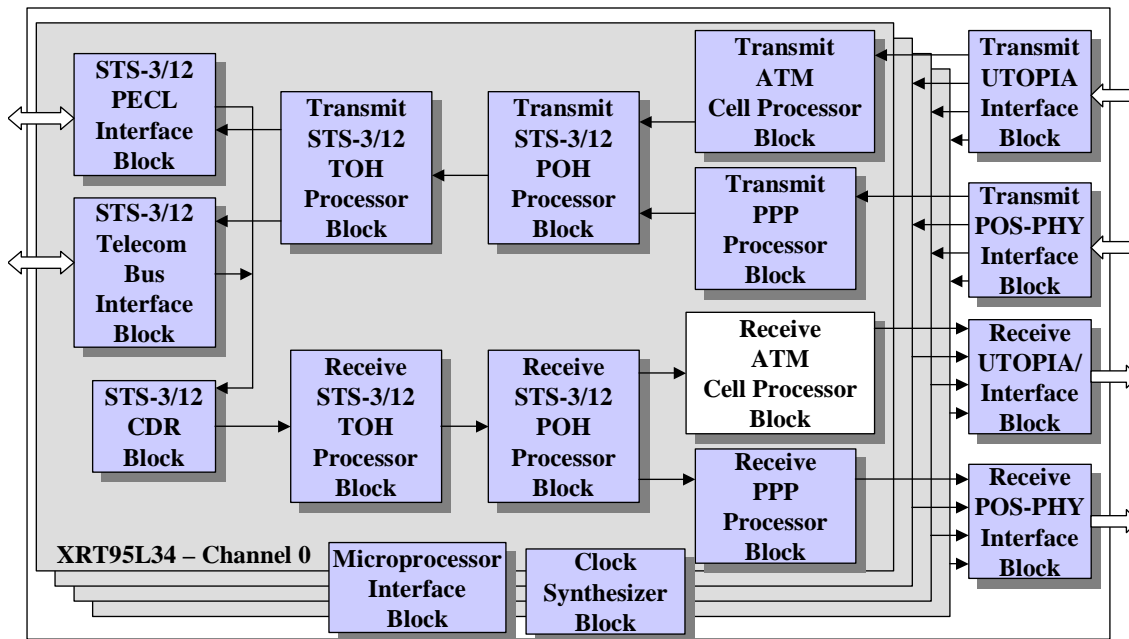 STS-3/12
PECL
Interface
Block
Transmit
STS-3/12
TOH
Processor
Block
Transmit
STS-3/12
POH
Processor
Block
Transmit
ATM
Cell Processor
Block
Transmit
UTOPIA
Interface
Block
STS-3/12
Telecom
Bus
Interface
Block
Transmit
PPP
Processor
Block
Transmit
POS-PHY
Interface
Block
STS-3/12
CDR
Block
Receive
STS-3/12
TOH
Processor
Block
Receive
STS-3/12
POH
Processor
Block
Receive
ATM
Cell Processor
Block
Receive
UTOPIA/
Interface
Block
Receive
PPP
Processor
Block
Receive
POS-PHY
Interface
Block
XRT95L34 – Channel 0
Microprocessor
Interface
Block
Clock
Synthesizer
Block